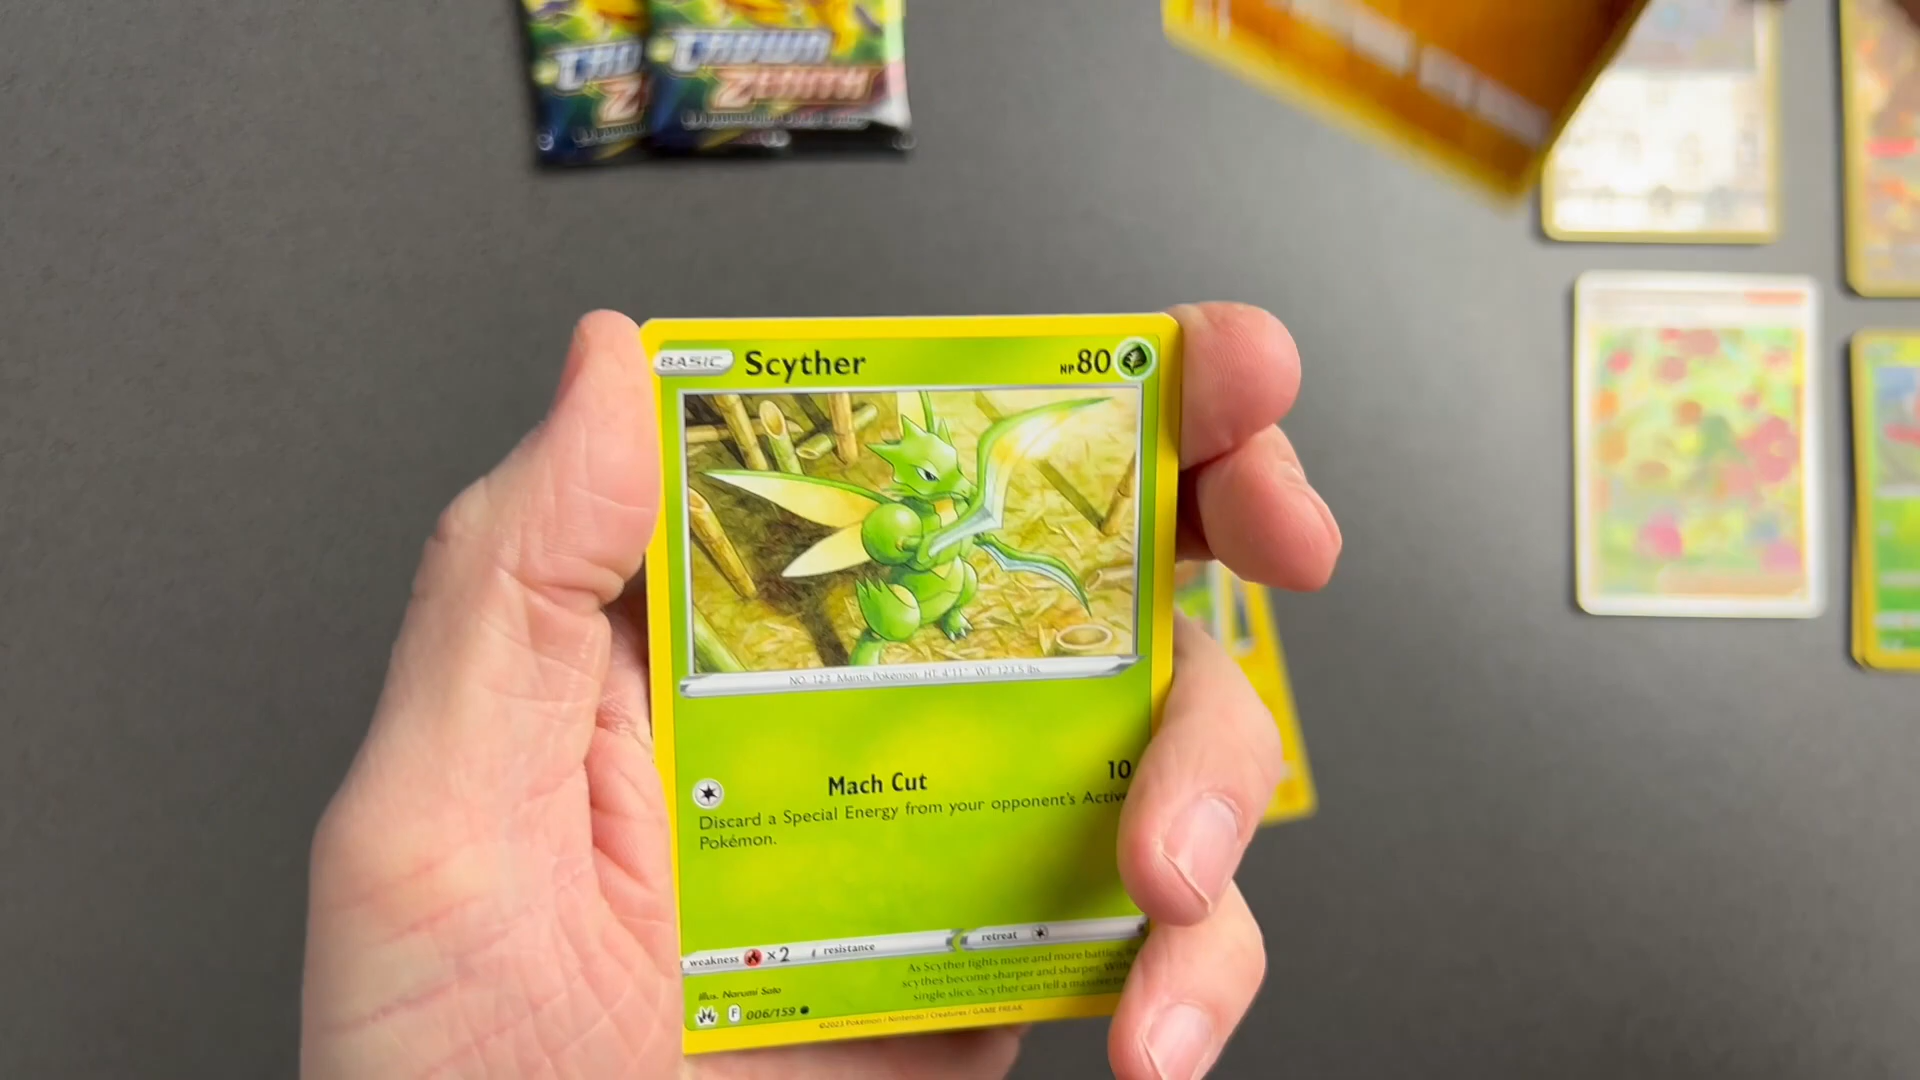 CROWN
ZENITH
CRO
Z
BASIC Scyther HP80
NO. 123 Mantis Pokémon HT: 4'11" WT: 123.5 lbs.
Mach Cut 10
Discard a Special Energy from your opponent's Active
Pokémon.
weakness ×2 resistance retreat
As Scyther fights more and more battles,
scythes become sharper and sharper. With
single slice, Scyther can fell a massive
Illus. Narumi Sato
F 006/159
©2023 Pokémon / Nintendo / Creatures / GAME FREAK